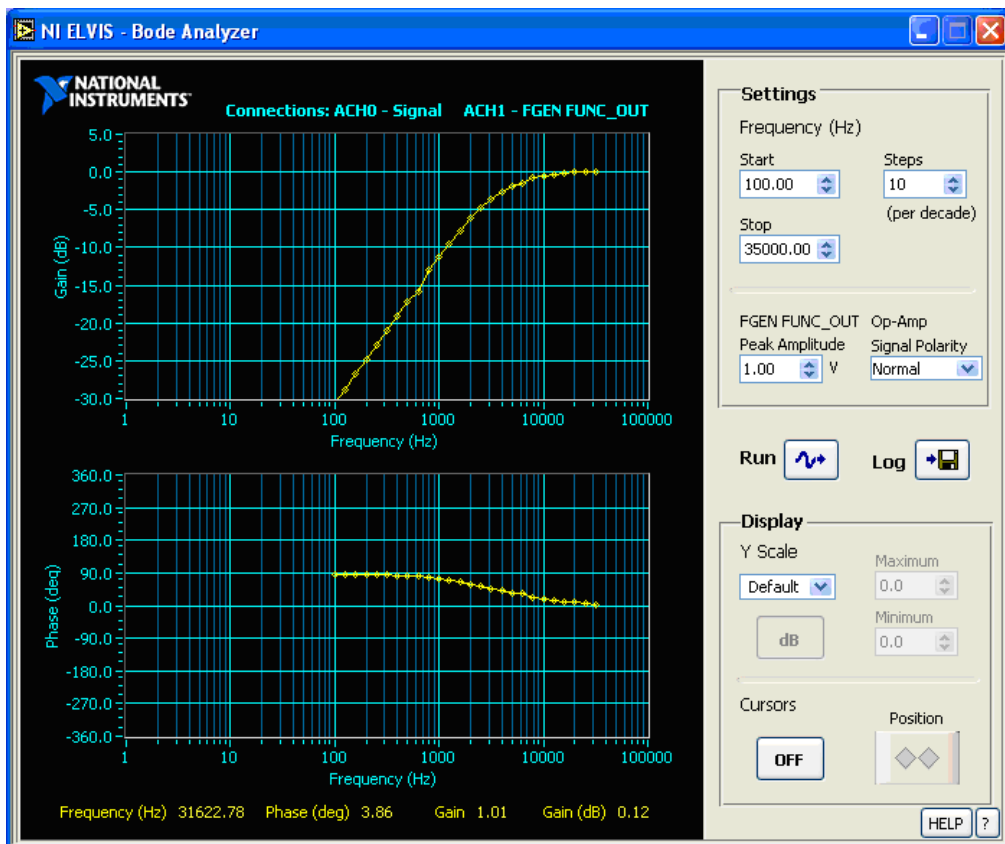 NI ELVIS - Bode Analyzer
NATIONAL
INSTRUMENTS
Connections: ACH0 - Signal ACH1 - FGEN FUNC_OUT
5.0
0.0
-5.0
-10.0
-15.0
-20.0
-25.0
-30.0
Gain (dB)
1 10 100 1000 10000 100000
Frequency (Hz)
360.0
270.0
180.0
90.0
0.0
-90.0
-180.0
-270.0
-360.0
Phase (deg)
1 10 100 1000 10000 100000
Frequency (Hz)
Frequency (Hz) 31622.78 Phase (deg) 3.86 Gain 1.01 Gain (dB) 0.12
Settings
Frequency (Hz)
Start Steps
100.00 10
(per decade)
Stop
35000.00
FGEN FUNC_OUT Op-Amp
Peak Amplitude Signal Polarity
1.00 V Normal
Run Log
Display
Y Scale Maximum
Default 0.0
Minimum
dB 0.0
Cursors Position
OFF
HELP ?